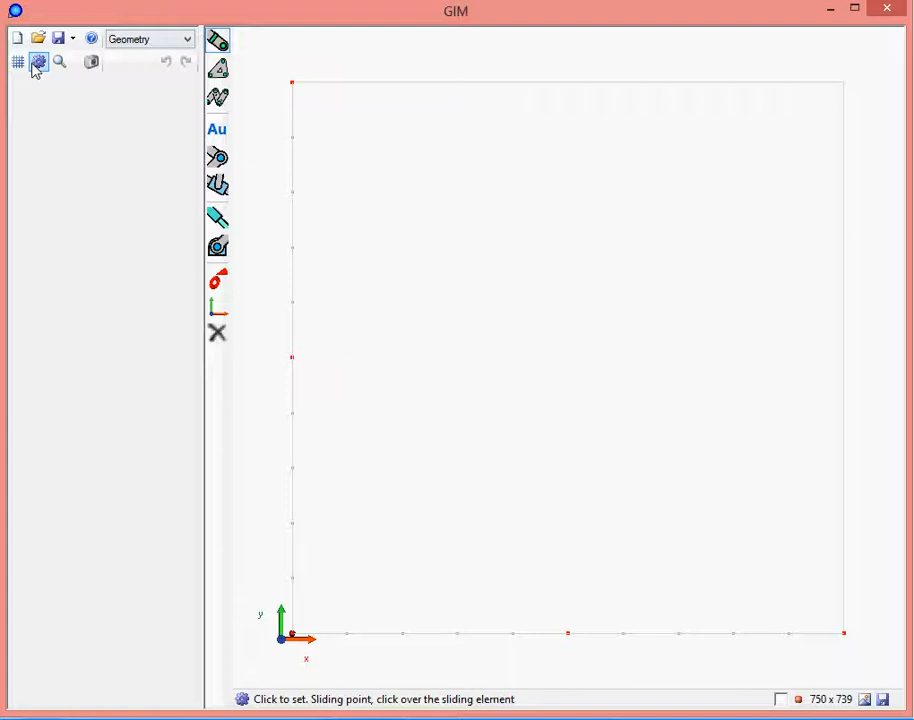 GIM
Geometry
Au
y
x
Click to set. Sliding point, click over the sliding element
750 x 739